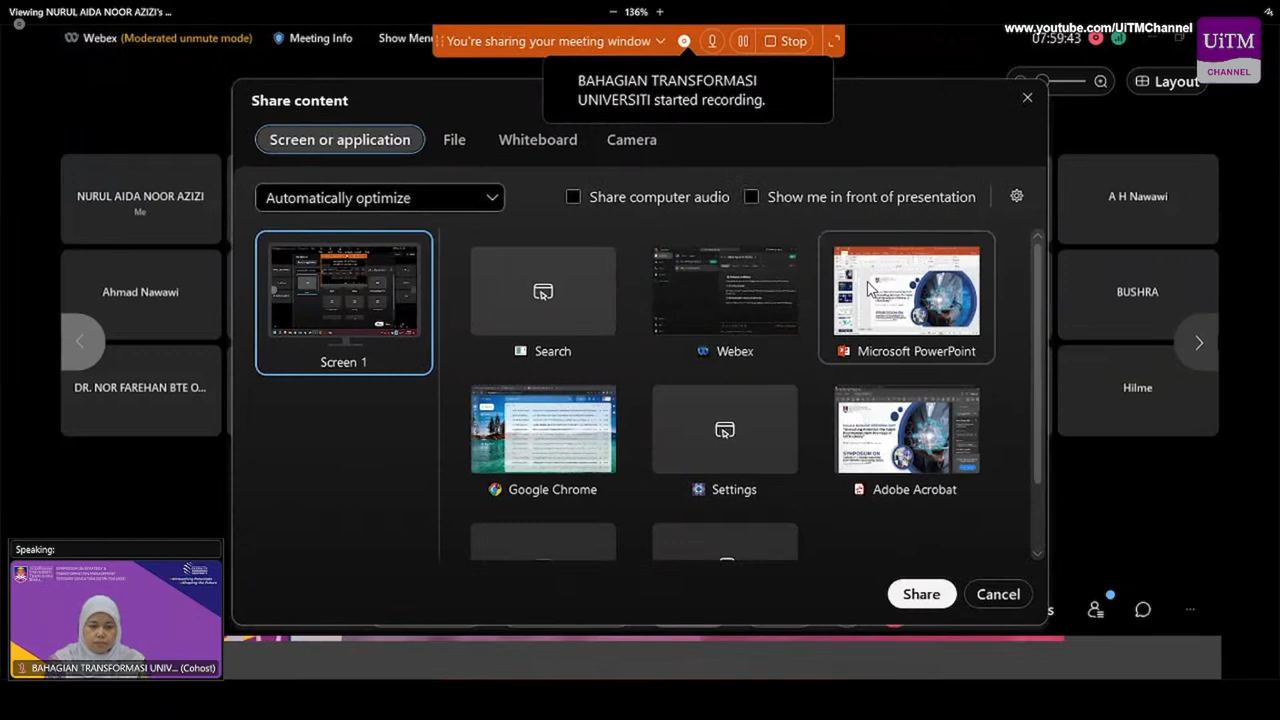 Viewing NURUL AIDA NOOR AZIZI's ...
136%
www.youtube.com/UiTMChannel
UiTM
CHANNEL
Webex (Moderated unmute mode)
Meeting Info
Show Menu
You're sharing your meeting window
Stop
07:59:43
BAHAGIAN TRANSFORMASI
UNIVERSITI started recording.
Layout
Share content
Screen or application
File
Whiteboard
Camera
Automatically optimize
Share computer audio
Show me in front of presentation
NURUL AIDA NOOR AZIZI
Me
A H Nawawi
Ahmad Nawawi
BUSHRA
DR. NOR FAREHAN BTE O...
Hilme
Screen 1
Search
Webex
Microsoft PowerPoint
Google Chrome
Settings
Adobe Acrobat
SYMPOSIUM ON
Share
Cancel
Speaking:
BAHAGIAN TRANSFORMASI UNIV... (Cohost)